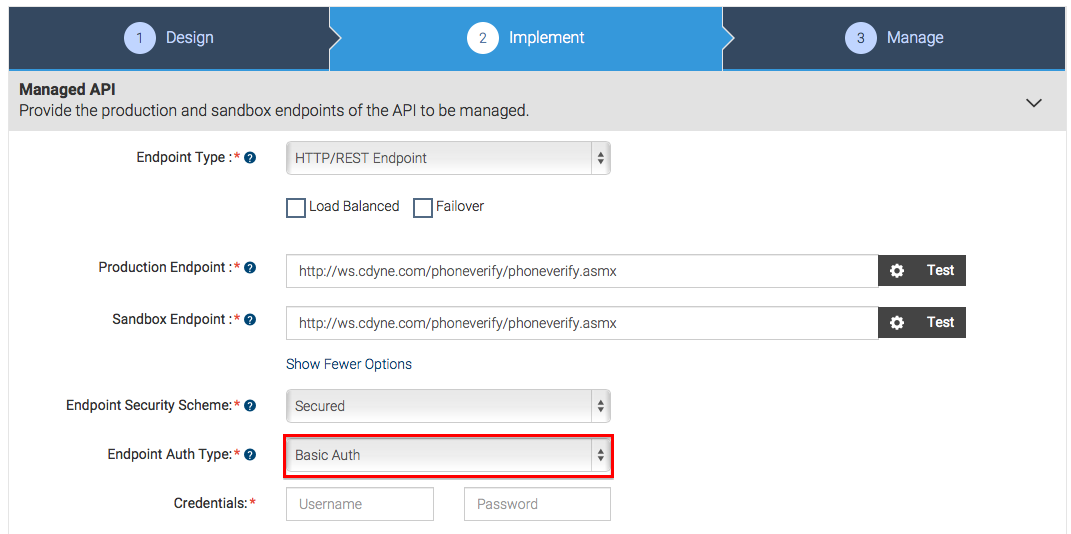 1 Design 2 Implement 3 Manage
Managed API
Provide the production and sandbox endpoints of the API to be managed.
Endpoint Type :* ? HTTP/REST Endpoint
Load Balanced Failover
Production Endpoint :* ? http://ws.cdyne.com/phoneverify/phoneverify.asmx Test
Sandbox Endpoint :* ? http://ws.cdyne.com/phoneverify/phoneverify.asmx Test
Show Fewer Options
Endpoint Security Scheme:* ? Secured
Endpoint Auth Type:* ? Basic Auth
Credentials:* Username Password